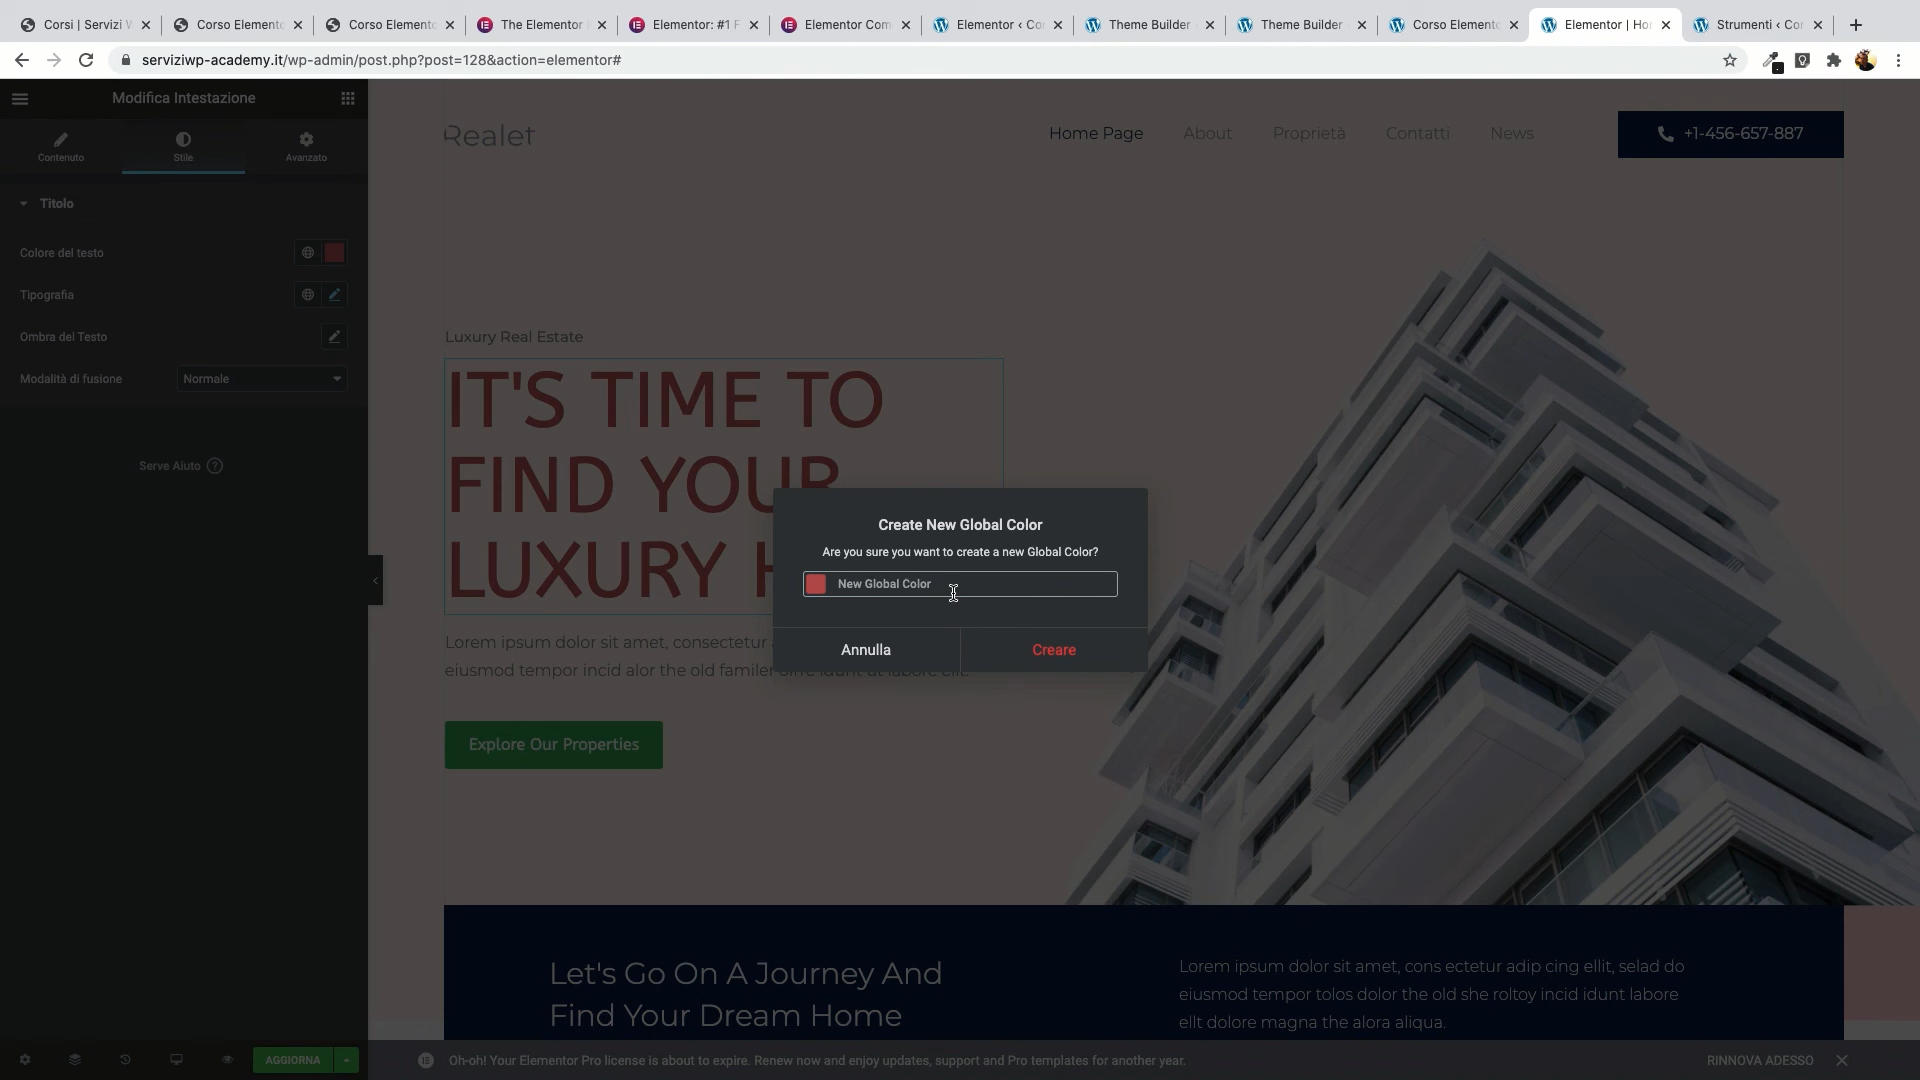 Corsi | Servizi W
Corso Elemento
Corso Elemento
The Elementor
Elementor: #1 F
Elementor Com
Elementor ‹ Co
Theme Builder
Theme Builder
Corso Elemento
Elementor | Ho
Strumenti ‹ Co
serviziwp-academy.it/wp-admin/post.php?post=128&action=elementor#
Modifica Intestazione
Contenuto
Stile
Avanzato
Titolo
Colore del testo
Tipografia
Ombra del Testo
Modalità di fusione
Normale
Serve Aiuto
AGGIORNA
Realet
Home Page
About
Proprietà
Contatti
News
+1-456-657-887
Luxury Real Estate
IT'S TIME TO
FIND YOUR
LUXURY H
Lorem ipsum dolor sit amet, consectetur
eiusmod tempor incid alor the old familer
Explore Our Properties
Create New Global Color
Are you sure you want to create a new Global Color?
New Global Color
Annulla
Creare
Let's Go On A Journey And
Find Your Dream Home
Lorem ipsum dolor sit amet, cons ectetur adip cing ellit, selad do
eiusmod tempor tolos dolor the old she roltoy incid idunt labore
ellt dolore magna the alora aliqua.
Oh-oh! Your Elementor Pro license is about to expire. Renew now and enjoy updates, support and Pro templates for another year.
RINNOVA ADESSO